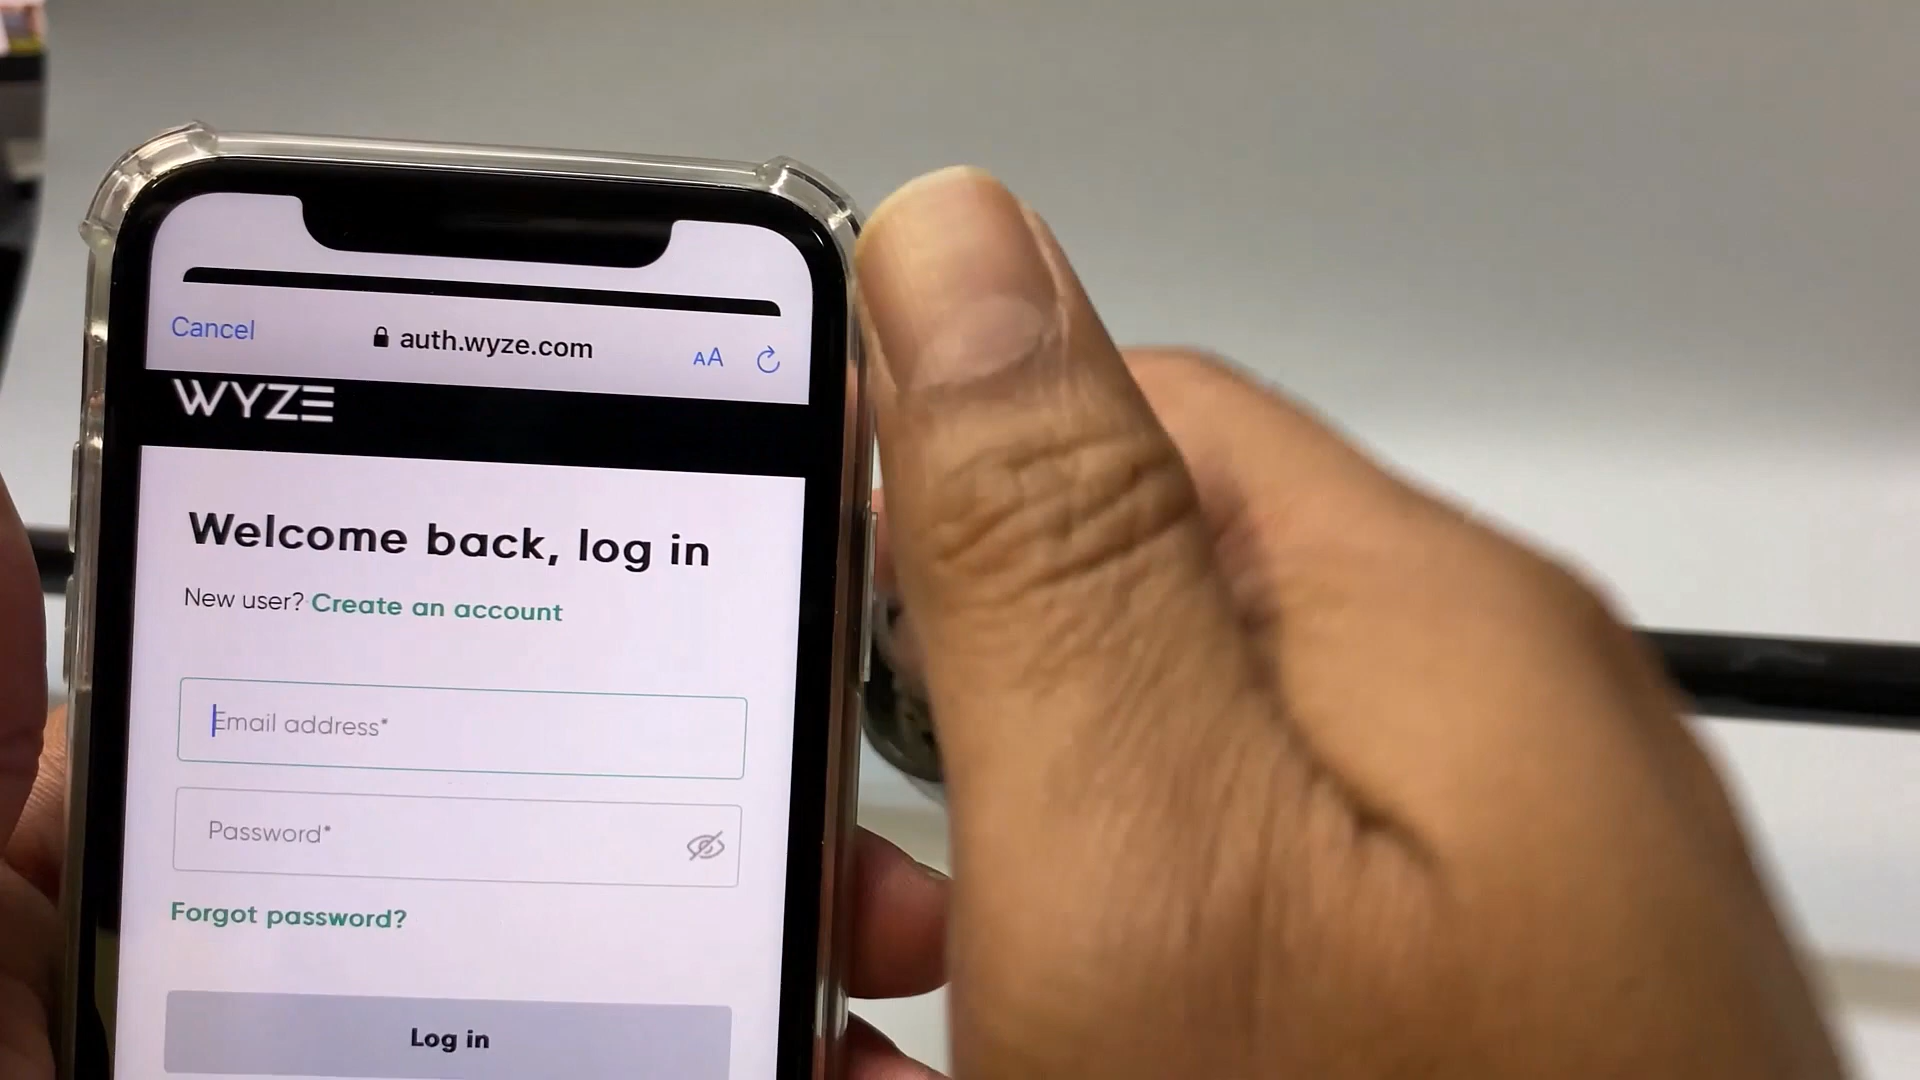 Cancel
auth.wyze.com
AA
WYZE
Welcome back, log in
New user? Create an account
Email address*
Password*
Forgot password?
Log in